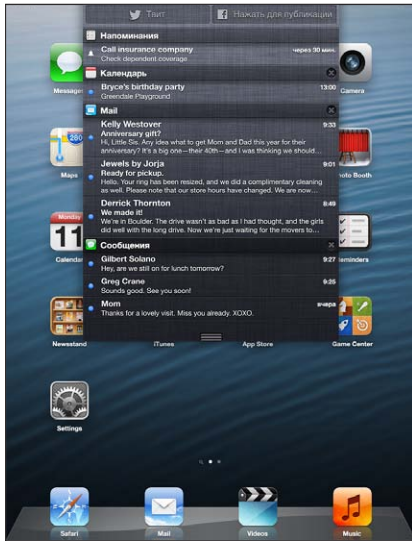 Твит
Нажать для публикации
Напоминания
Call insurance company через 30 мин.
Check dependent coverage
Календарь
Bryce's birthday party 13:00
Greendale Playground
Mail
Kelly Westover 9:33
Anniversary gift?
Hi, Little Sis. Any idea what to get Mom and Dad this year for their
anniversary? It's a big one—their 40th—and I was thinking we should...
Jewels by Jorja 9:01
Ready for pickup.
Hello. Your ring has been resized, and we did a complimentary cleaning
as well. Please note that our store hours have changed. We are now...
Derrick Thornton 8:49
We made it!
We're in Boulder. The drive wasn't as bad as I had thought, and the girls
did well with the long drive. Now we're just waiting for the movers to...
Сообщения
Gilbert Solano 9:27
Hey, are we still on for lunch tomorrow?
Greg Crane 9:25
Sounds good. See you soon!
Mom вчера
Thanks for a lovely visit. Miss you already. XOXO.
Messages
Camera
280
Maps
Photo Booth
Monday
11
Calendar
Reminders
Newsstand
iTunes
App Store
Game Center
Settings
Safari
Mail
Videos
Music